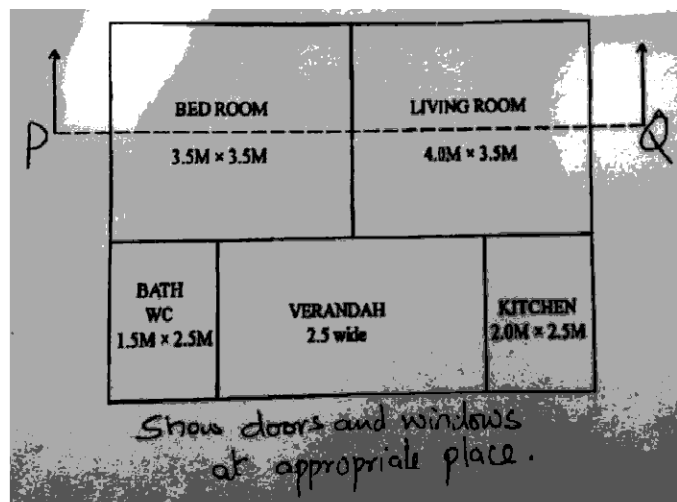 BED ROOM
LIVING ROOM
P
Q
3.5M × 3.5M
4.0M × 3.5M
BATH
WC
1.5M × 2.5M
VERANDAH
2.5 wide
KITCHEN
2.0M × 2.5M
Show doors and windows
at appropriate place.